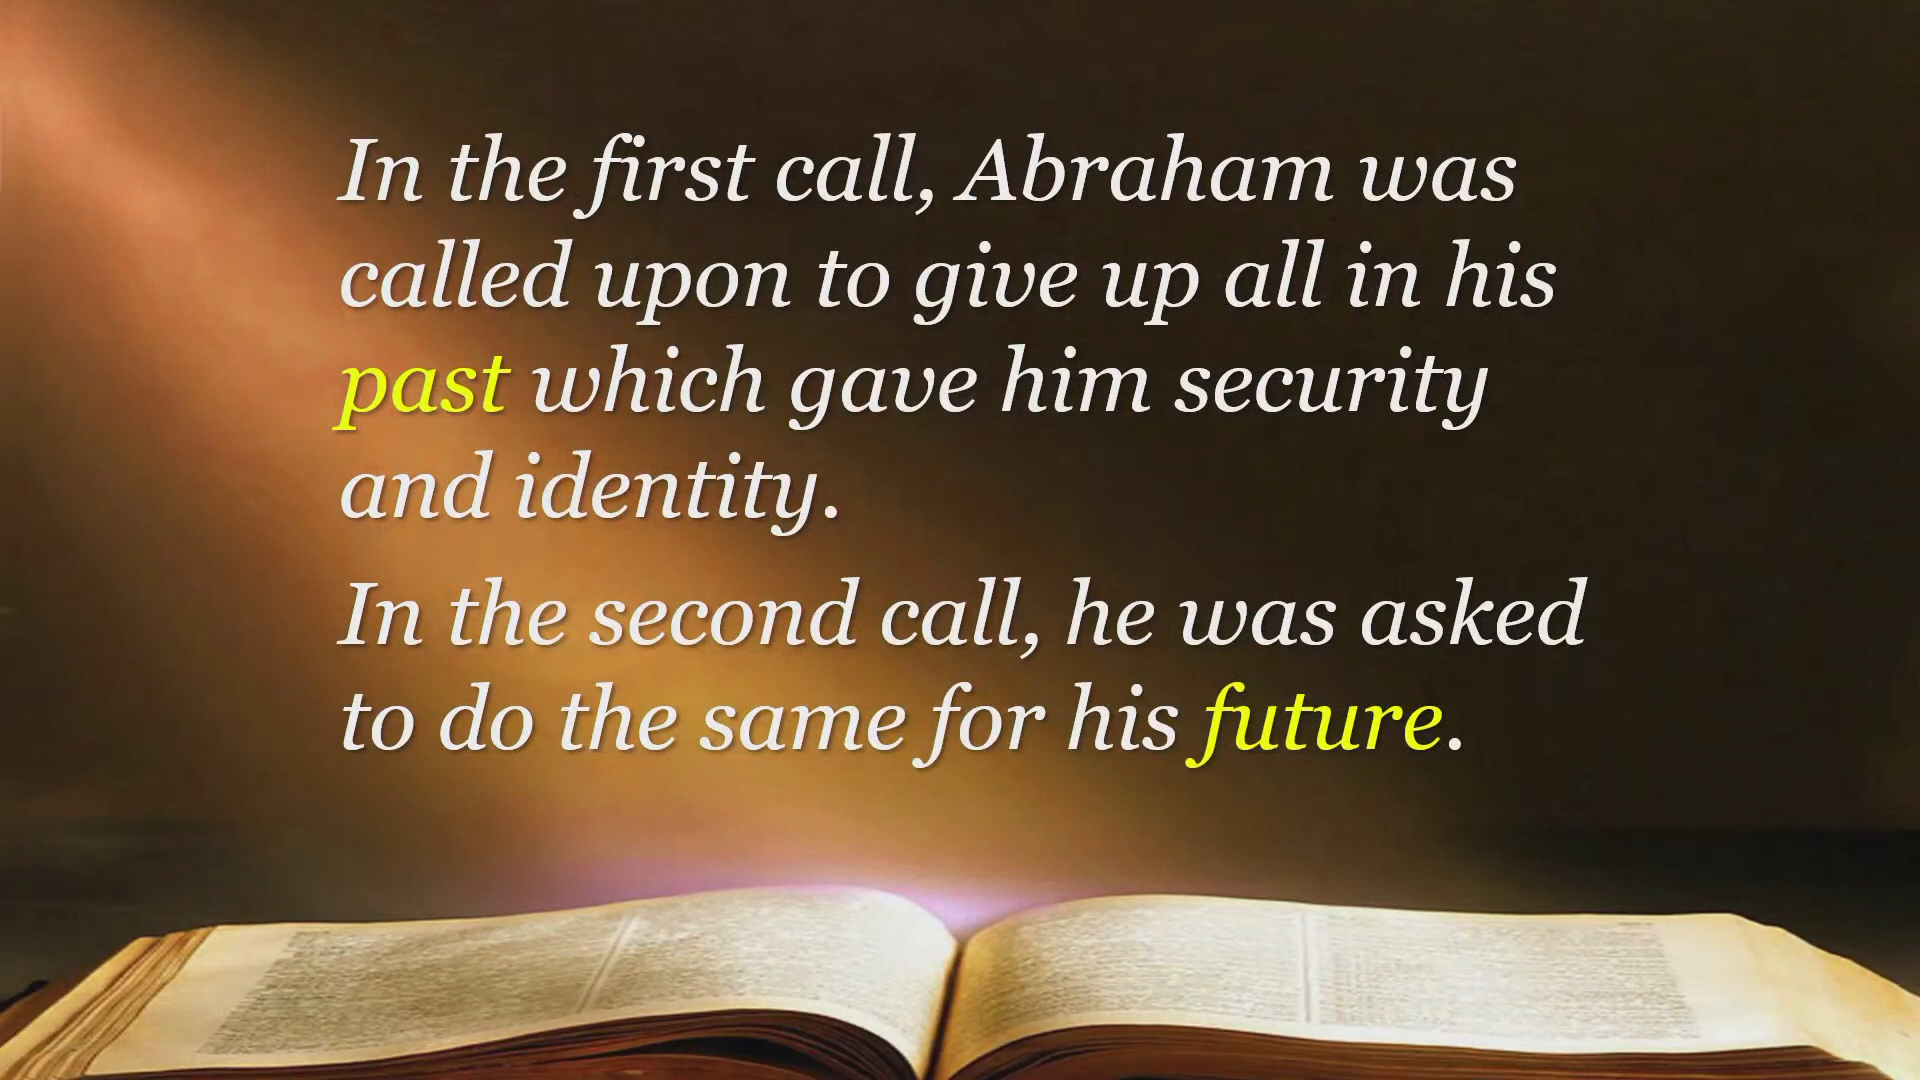 In the first call, Abraham was
called upon to give up all in his
past which gave him security
and identity.
In the second call, he was asked
to do the same for his future.